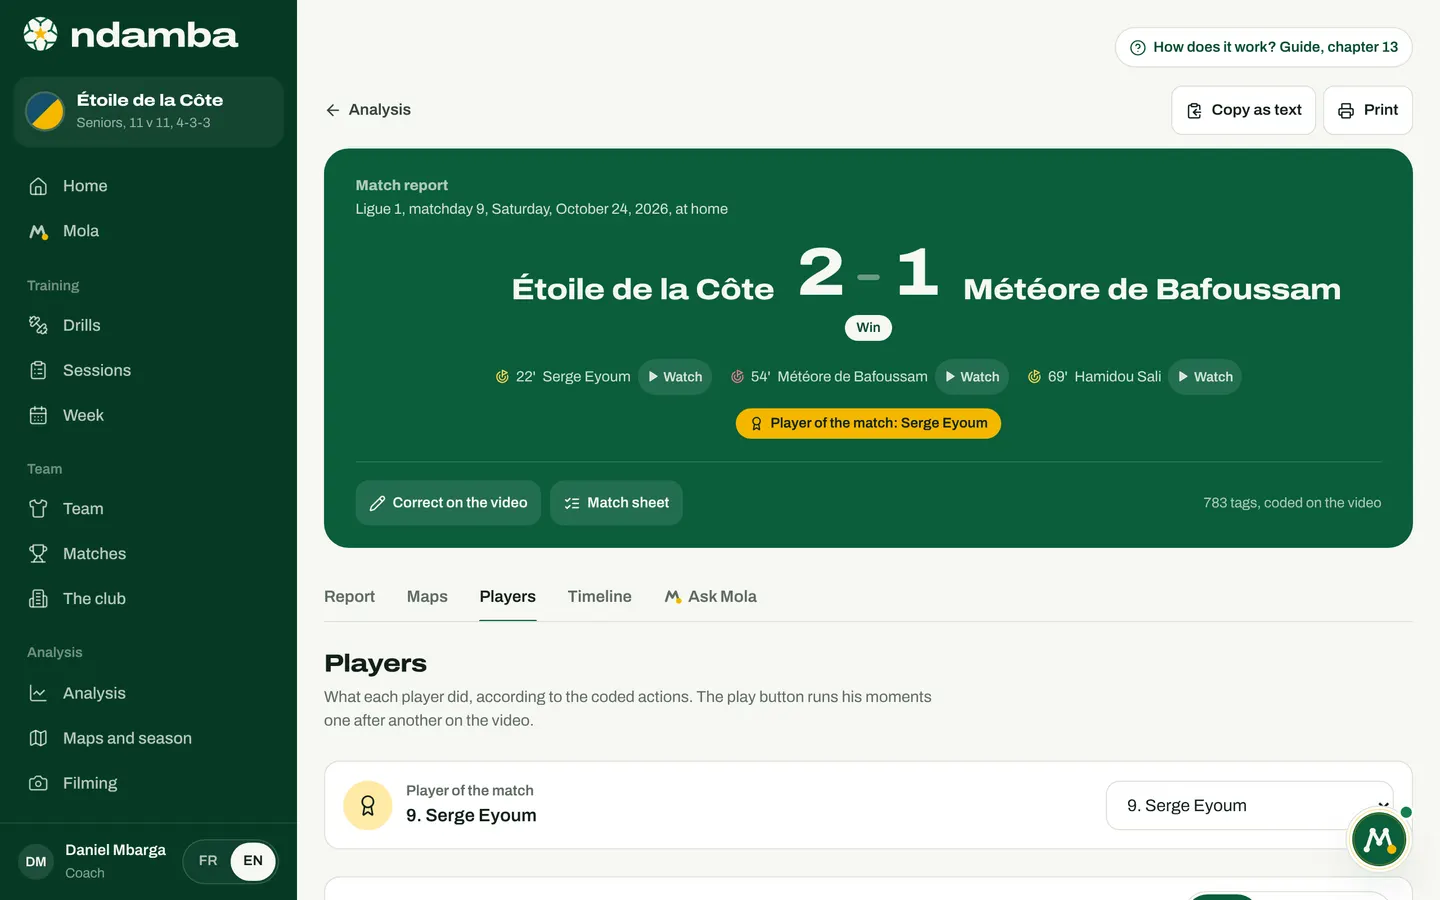 ndamba
Étoile de la Côte
Seniors, 11 v 11, 4-3-3
Home
Mola
Training
Drills
Sessions
Week
Team
Team
Matches
The club
Analysis
Analysis
Maps and season
Filming
DM
Daniel Mbarga
Coach
FR
EN
How does it work? Guide, chapter 13
Analysis
Copy as text
Print
Match report
Ligue 1, matchday 9, Saturday, October 24, 2026, at home
Étoile de la Côte 2 – 1 Météore de Bafoussam
Win
22' Serge Eyoum Watch 54' Météore de Bafoussam Watch 69' Hamidou Sali Watch
Player of the match: Serge Eyoum
Correct on the video
Match sheet
783 tags, coded on the video
Report
Maps
Players
Timeline
Ask Mola
Players
What each player did, according to the coded actions. The play button runs his moments
one after another on the video.
Player of the match
9. Serge Eyoum
9. Serge Eyoum